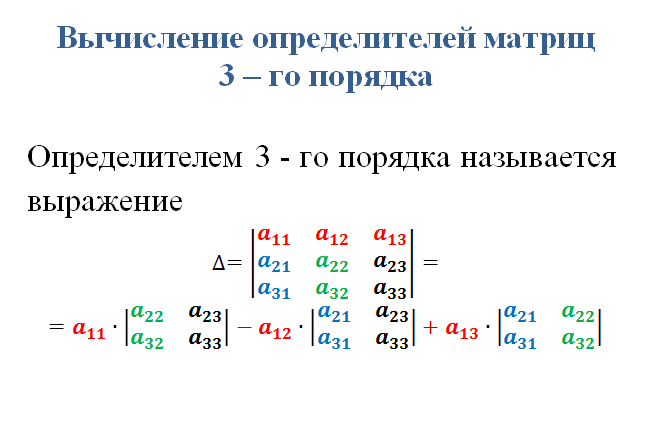 Вычисление определителей матриц
3 – го порядка
Определителем 3 - го порядка называется
выражение
Δ= |a₁₁ a₁₂ a₁₃|
|a₂₁ a₂₂ a₂₃| =
|a₃₁ a₃₂ a₃₃|
= a₁₁ · |a₂₂ a₂₃| − a₁₂ · |a₂₁ a₂₃| + a₁₃ · |a₂₁ a₂₂|
|a₃₂ a₃₃| |a₃₁ a₃₃| |a₃₁ a₃₂|